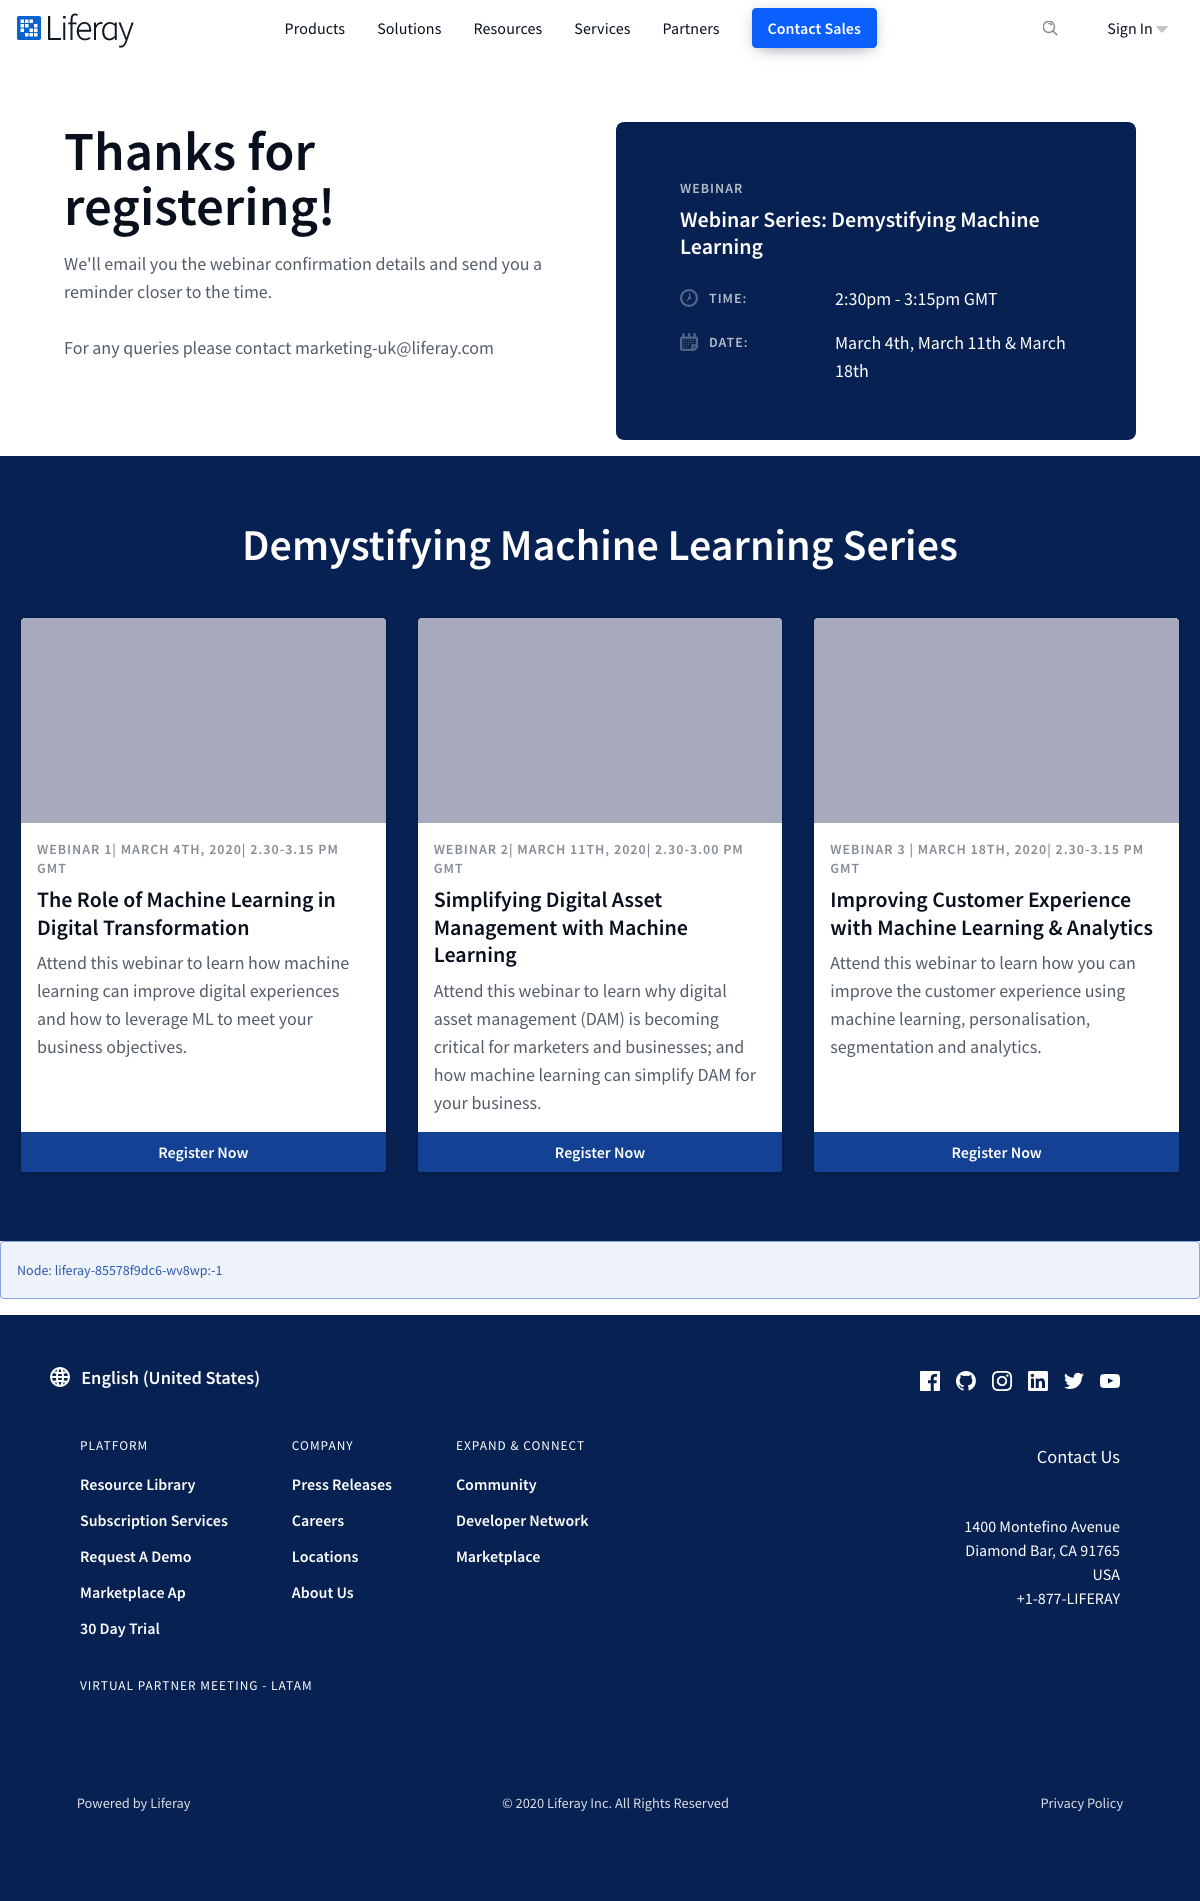 Liferay
Products Solutions Resources Services Partners Contact Sales Sign In
Thanks for
registering!
We'll email you the webinar confirmation details and send you a
reminder closer to the time.
For any queries please contact marketing-uk@liferay.com
WEBINAR
Webinar Series: Demystifying Machine
Learning
TIME: 2:30pm - 3:15pm GMT
DATE: March 4th, March 11th & March
18th
Demystifying Machine Learning Series
WEBINAR 1| MARCH 4TH, 2020| 2.30-3.15 PM
GMT
The Role of Machine Learning in
Digital Transformation
Attend this webinar to learn how machine
learning can improve digital experiences
and how to leverage ML to meet your
business objectives.
Register Now
WEBINAR 2| MARCH 11TH, 2020| 2.30-3.00 PM
GMT
Simplifying Digital Asset
Management with Machine
Learning
Attend this webinar to learn why digital
asset management (DAM) is becoming
critical for marketers and businesses; and
how machine learning can simplify DAM for
your business.
Register Now
WEBINAR 3 | MARCH 18TH, 2020| 2.30-3.15 PM
GMT
Improving Customer Experience
with Machine Learning & Analytics
Attend this webinar to learn how you can
improve the customer experience using
machine learning, personalisation,
segmentation and analytics.
Register Now
Node: liferay-85578f9dc6-wv8wp:-1
English (United States)
PLATFORM
Resource Library
Subscription Services
Request A Demo
Marketplace Ap
30 Day Trial
COMPANY
Press Releases
Careers
Locations
About Us
EXPAND & CONNECT
Community
Developer Network
Marketplace
Contact Us
1400 Montefino Avenue
Diamond Bar, CA 91765
USA
+1-877-LIFERAY
VIRTUAL PARTNER MEETING - LATAM
Powered by Liferay
© 2020 Liferay Inc. All Rights Reserved
Privacy Policy